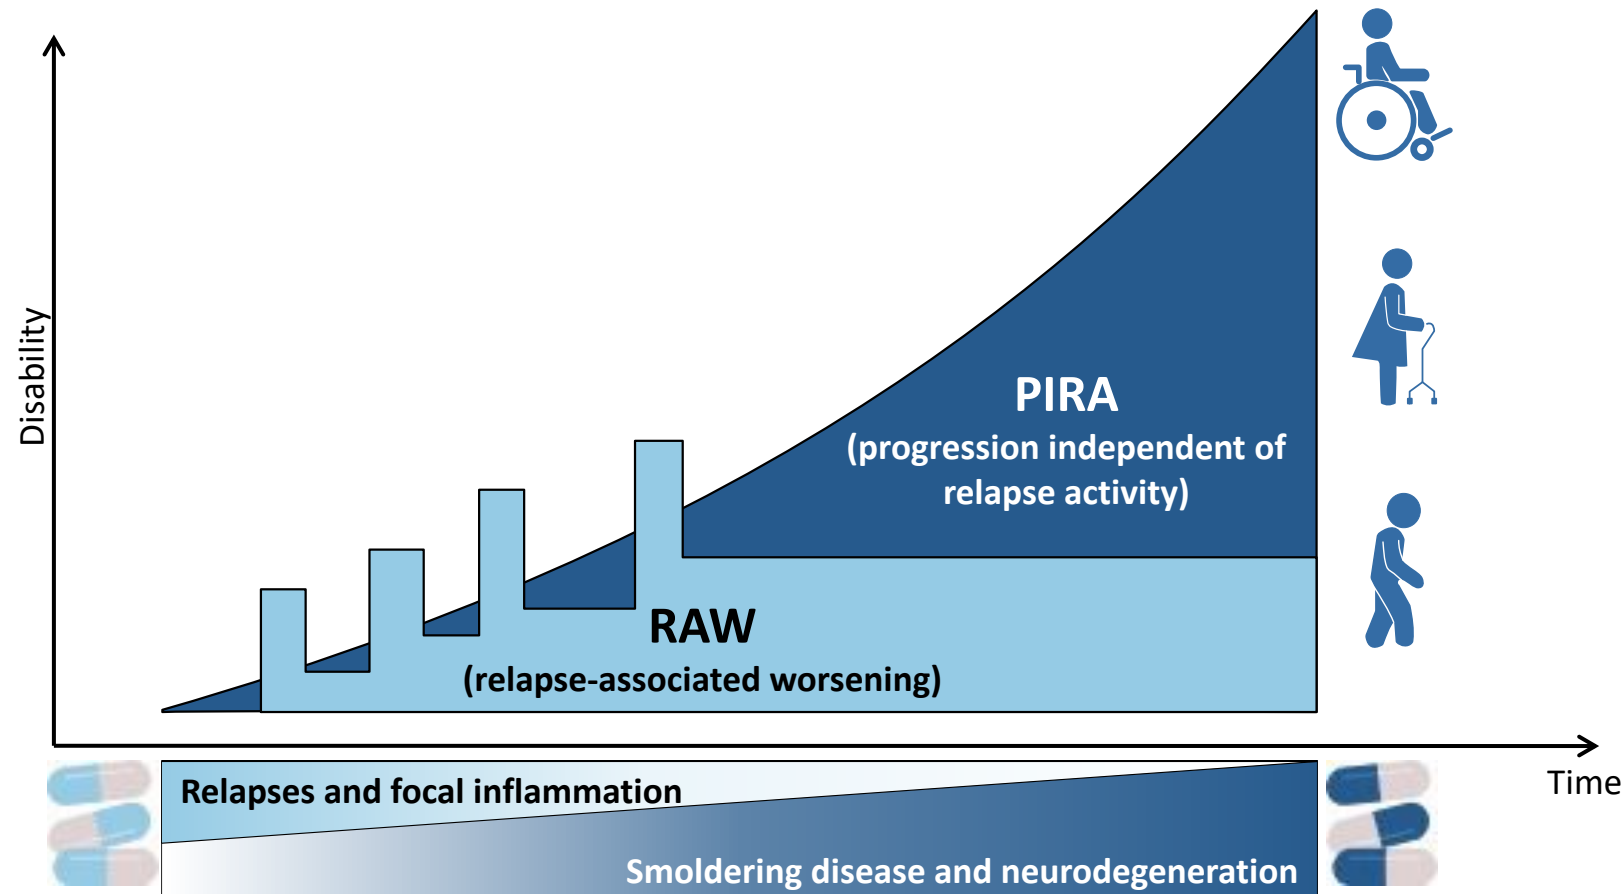 Disability
PIRA
(progression independent of
relapse activity)
RAW
(relapse-associated worsening)
Relapses and focal inflammation
Time
Smoldering disease and neurodegeneration